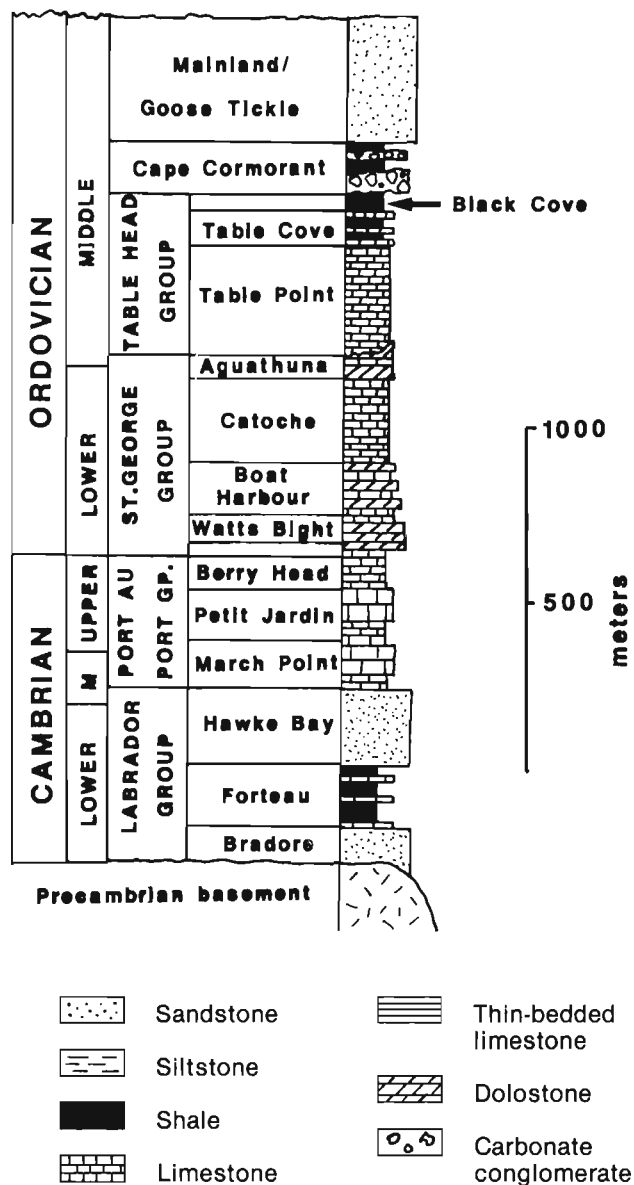 Mainland/
Goose Tickle
Cape Cormorant
Black Cove
Table Cove
Table Point
Aguathuna
Catoche
Boat
Harbour
Watts Bight
Berry Head
Petit Jardin
March Point
Hawke Bay
Forteau
Bradore
Precambrian basement
ORDOVICIAN
CAMBRIAN
MIDDLE
LOWER
UPPER
M
LOWER
TABLE HEAD
GROUP
ST.GEORGE
GROUP
PORT AU
PORT GP.
LABRADOR
GROUP
1000
500
meters
Sandstone
Siltstone
Shale
Limestone
Thin-bedded
limestone
Dolostone
Carbonate
conglomerate